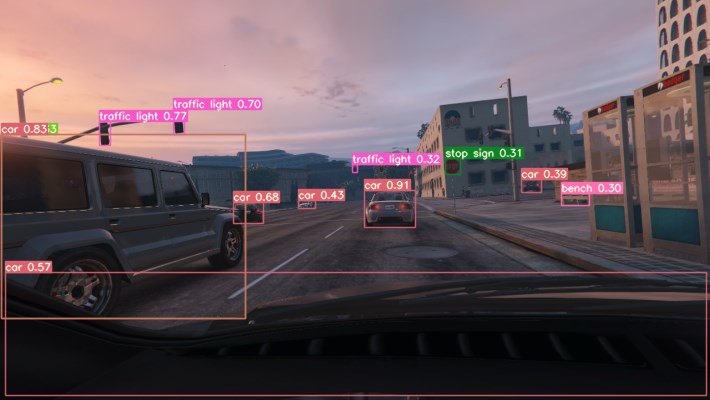 traffic light 0.70
traffic light 0.77
car 0.833
traffic light 0.32
stop sign 0.31
car 0.39
car 0.91
bench 0.30
car 0.68
car 0.43
car 0.57